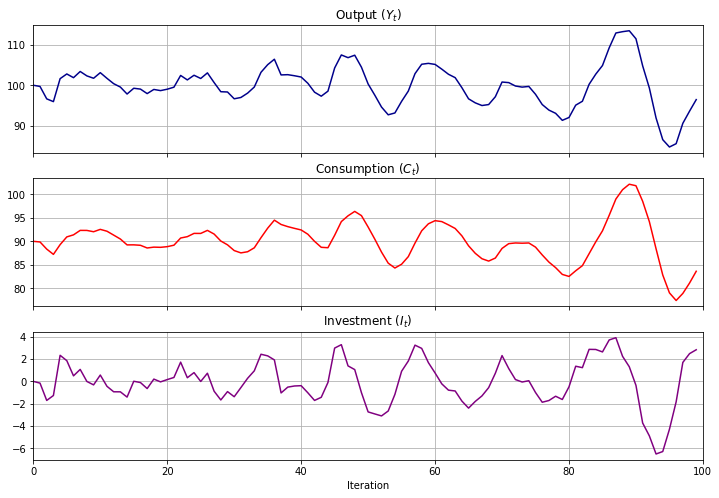 Output (Y_t)
110
100
90
Consumption (C_t)
100
95
90
85
80
Investment (I_t)
4
2
0
−2
−4
−6
0 20 40 60 80 100
Iteration